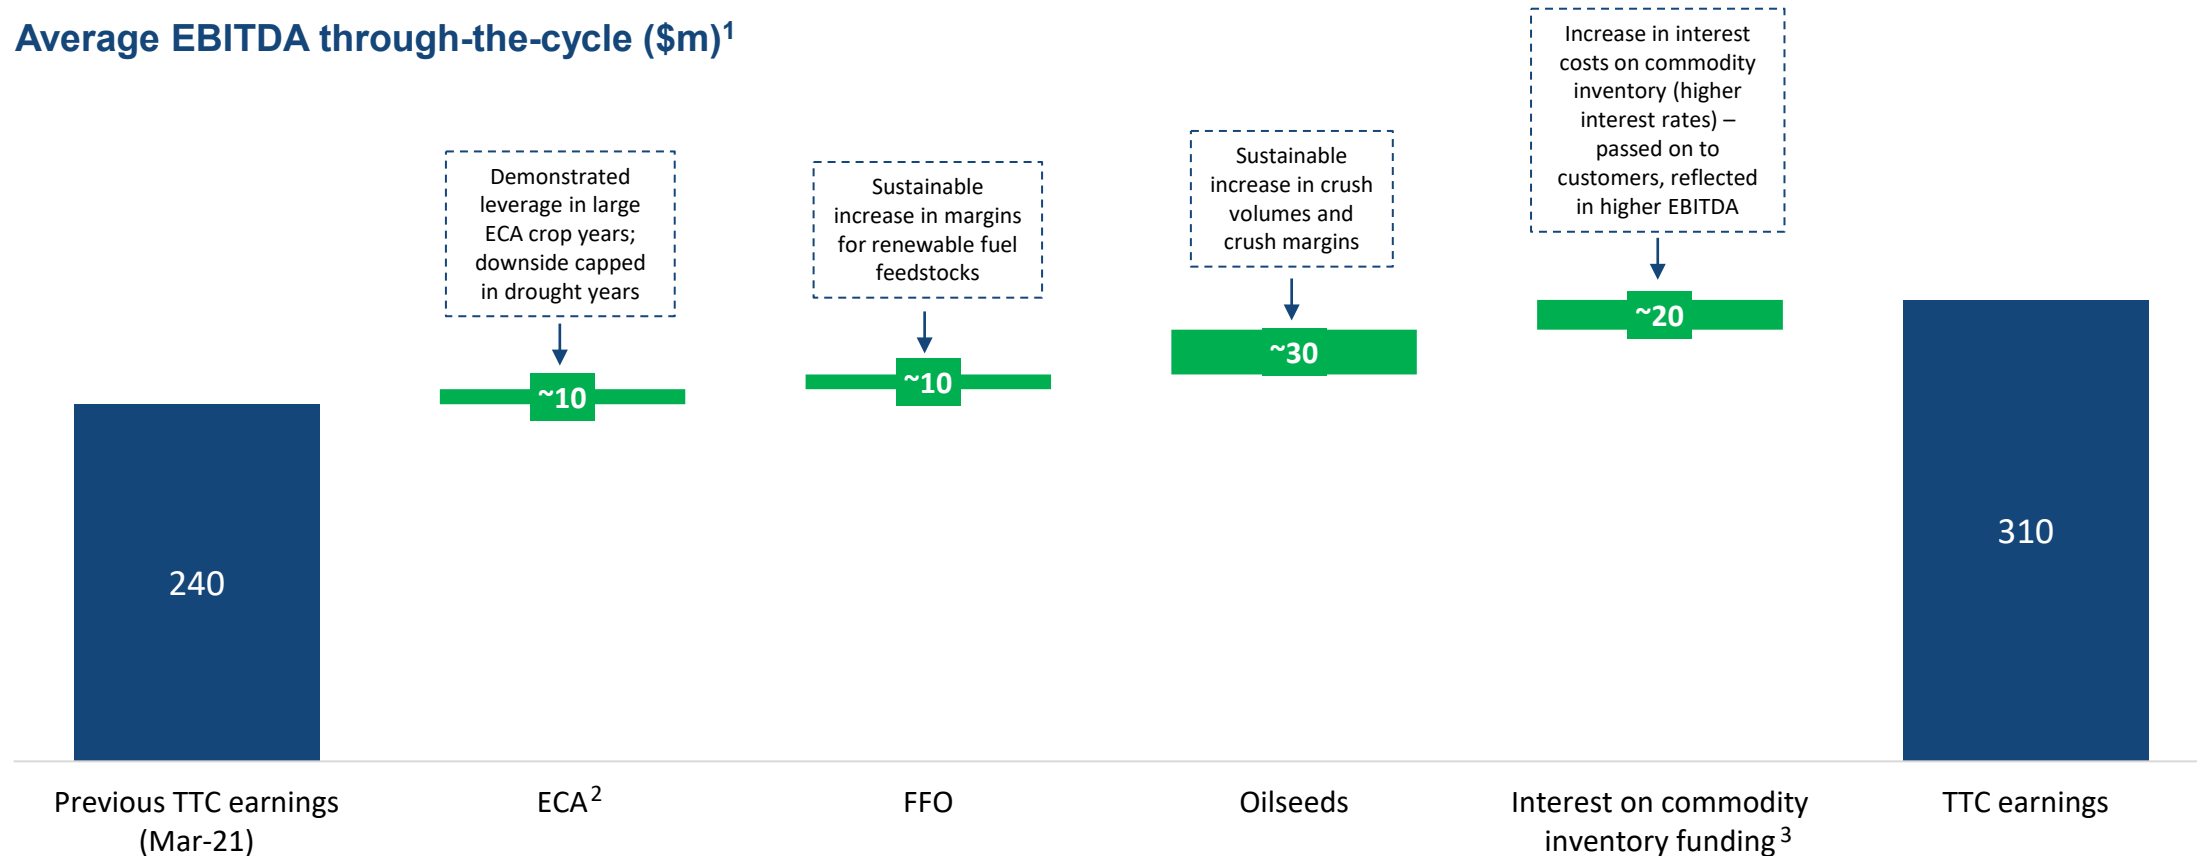 Average EBITDA through-the-cycle ($m)¹
Demonstrated
leverage in large
ECA crop years;
downside capped
in drought years
Sustainable
increase in margins
for renewable fuel
feedstocks
Sustainable
increase in crush
volumes and
crush margins
Increase in interest
costs on commodity
inventory (higher
interest rates) –
passed on to
customers, reflected
in higher EBITDA
240
~10
~10
~30
~20
310
Previous TTC earnings
(Mar-21)
ECA²
FFO
Oilseeds
Interest on commodity
inventory funding³
TTC earnings